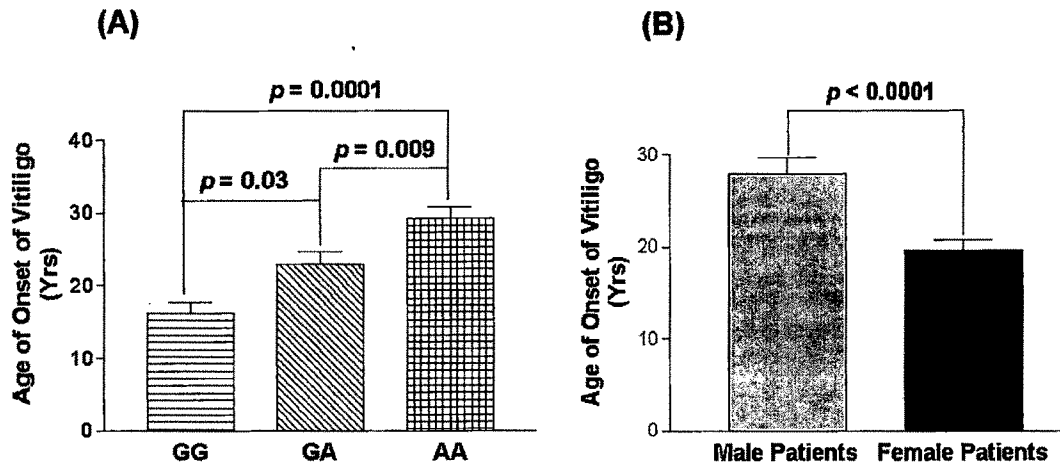 (A)
p = 0.0001
p = 0.009
p = 0.03
Age of Onset of Vitiligo
(Yrs)
40
30
20
10
0
GG GA AA
(B)
p < 0.0001
Age of Onset of Vitiligo
(Yrs)
30
20
10
0
Male Patients Female Patients